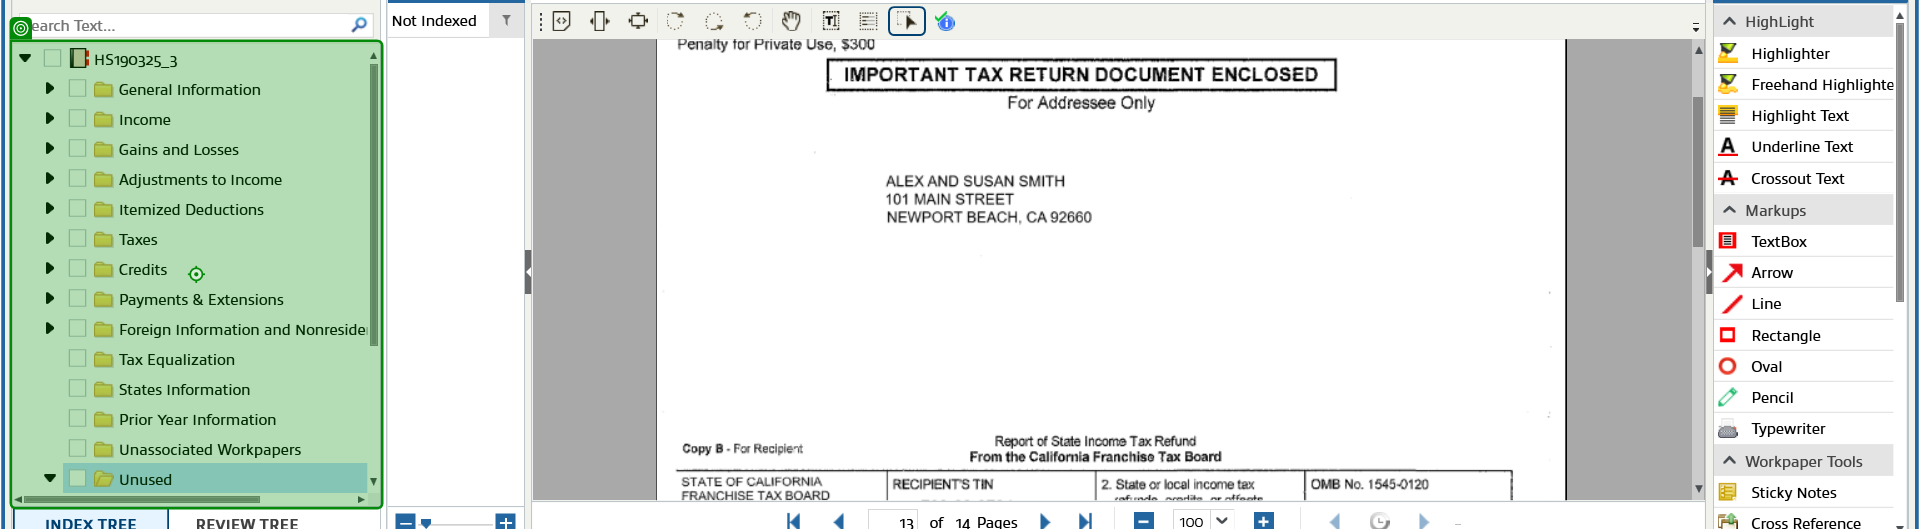 earch Text...
HS190325_3
General Information
Income
Gains and Losses
Adjustments to Income
Itemized Deductions
Taxes
Credits
Payments & Extensions
Foreign Information and Nonreside
Tax Equalization
States Information
Prior Year Information
Unassociated Workpapers
Unused
INDEX TREE
REVIEW TREE
Not Indexed
Penalty for Private Use, $300
IMPORTANT TAX RETURN DOCUMENT ENCLOSED
For Addressee Only
ALEX AND SUSAN SMITH
101 MAIN STREET
NEWPORT BEACH, CA 92660
Copy B - For Recipient
Report of State Income Tax Refund
From the California Franchise Tax Board
STATE OF CALIFORNIA
FRANCHISE TAX BOARD
RECIPIENT'S TIN
2. State or local income tax
refunds, credits, or offsets
OMB No. 1545-0120
13 of 14 Pages
100
HighLight
Highlighter
Freehand Highlighte
Highlight Text
Underline Text
Crossout Text
Markups
TextBox
Arrow
Line
Rectangle
Oval
Pencil
Typewriter
Workpaper Tools
Sticky Notes
Cross Reference